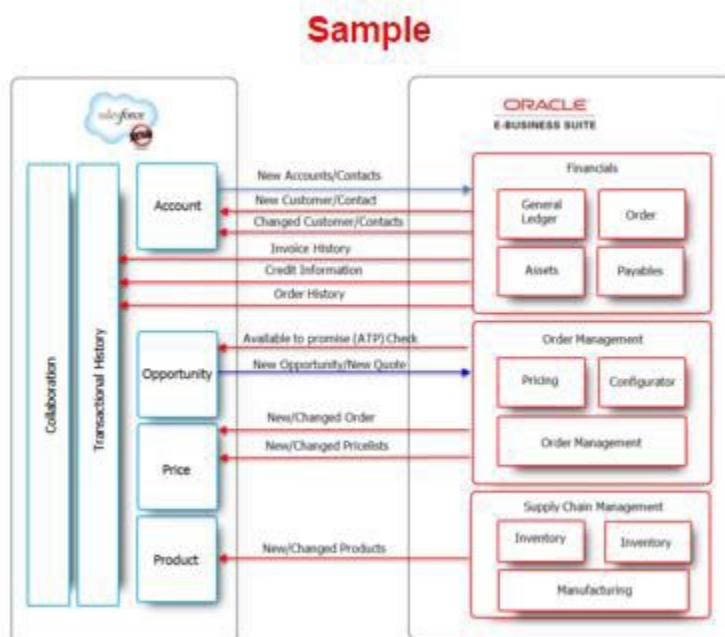 Sample
salesforce
ORACLE
E-BUSINESS SUITE
Collaboration
Transactional History
Account
Opportunity
Price
Product
New Accounts/Contacts
New Customer/Contact
Changed Customer/Contacts
Invoice History
Credit Information
Order History
Available to promise (ATP) Check
New Opportunity/New Quote
New/Changed Order
New/Changed Pricelists
New/Changed Products
Financials
General
Ledger
Order
Assets
Payables
Order Management
Pricing
Configurator
Order Management
Supply Chain Management
Inventory
Inventory
Manufacturing